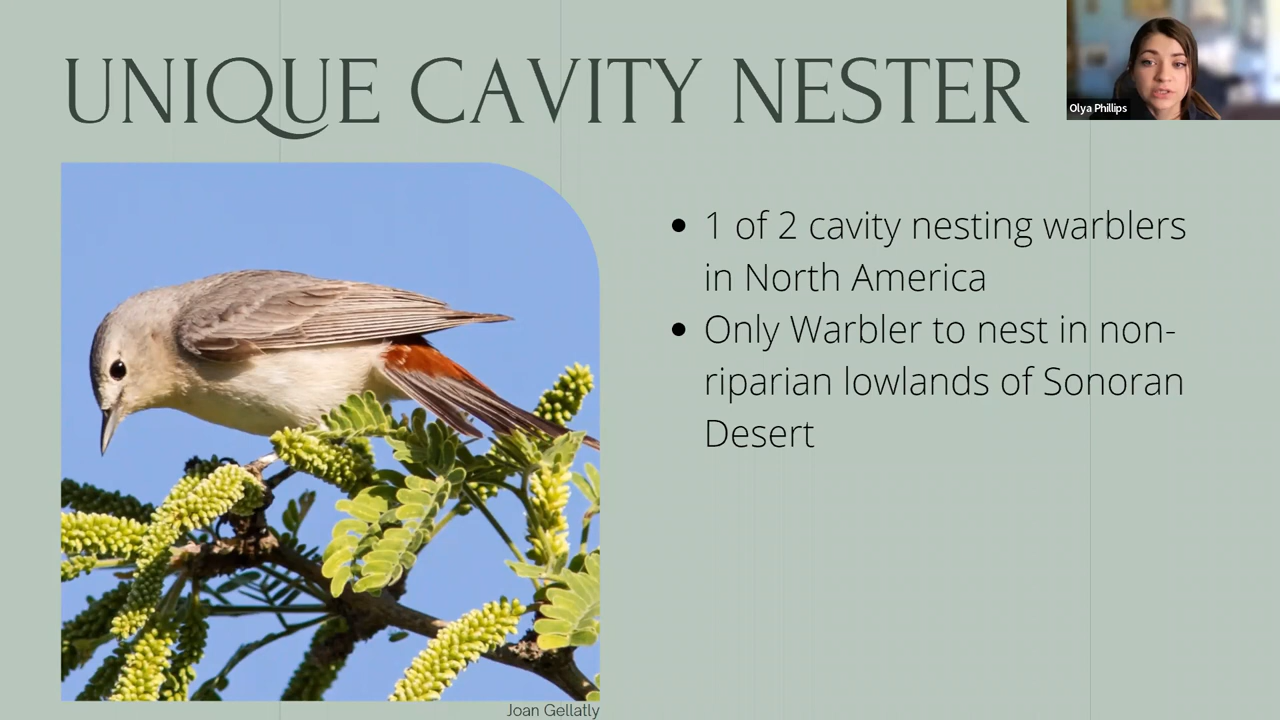 UNIQUE CAVITY NESTER
Olya Phillips
• 1 of 2 cavity nesting warblers
in North America
• Only Warbler to nest in non-
riparian lowlands of Sonoran
Desert
Joan Gellatly